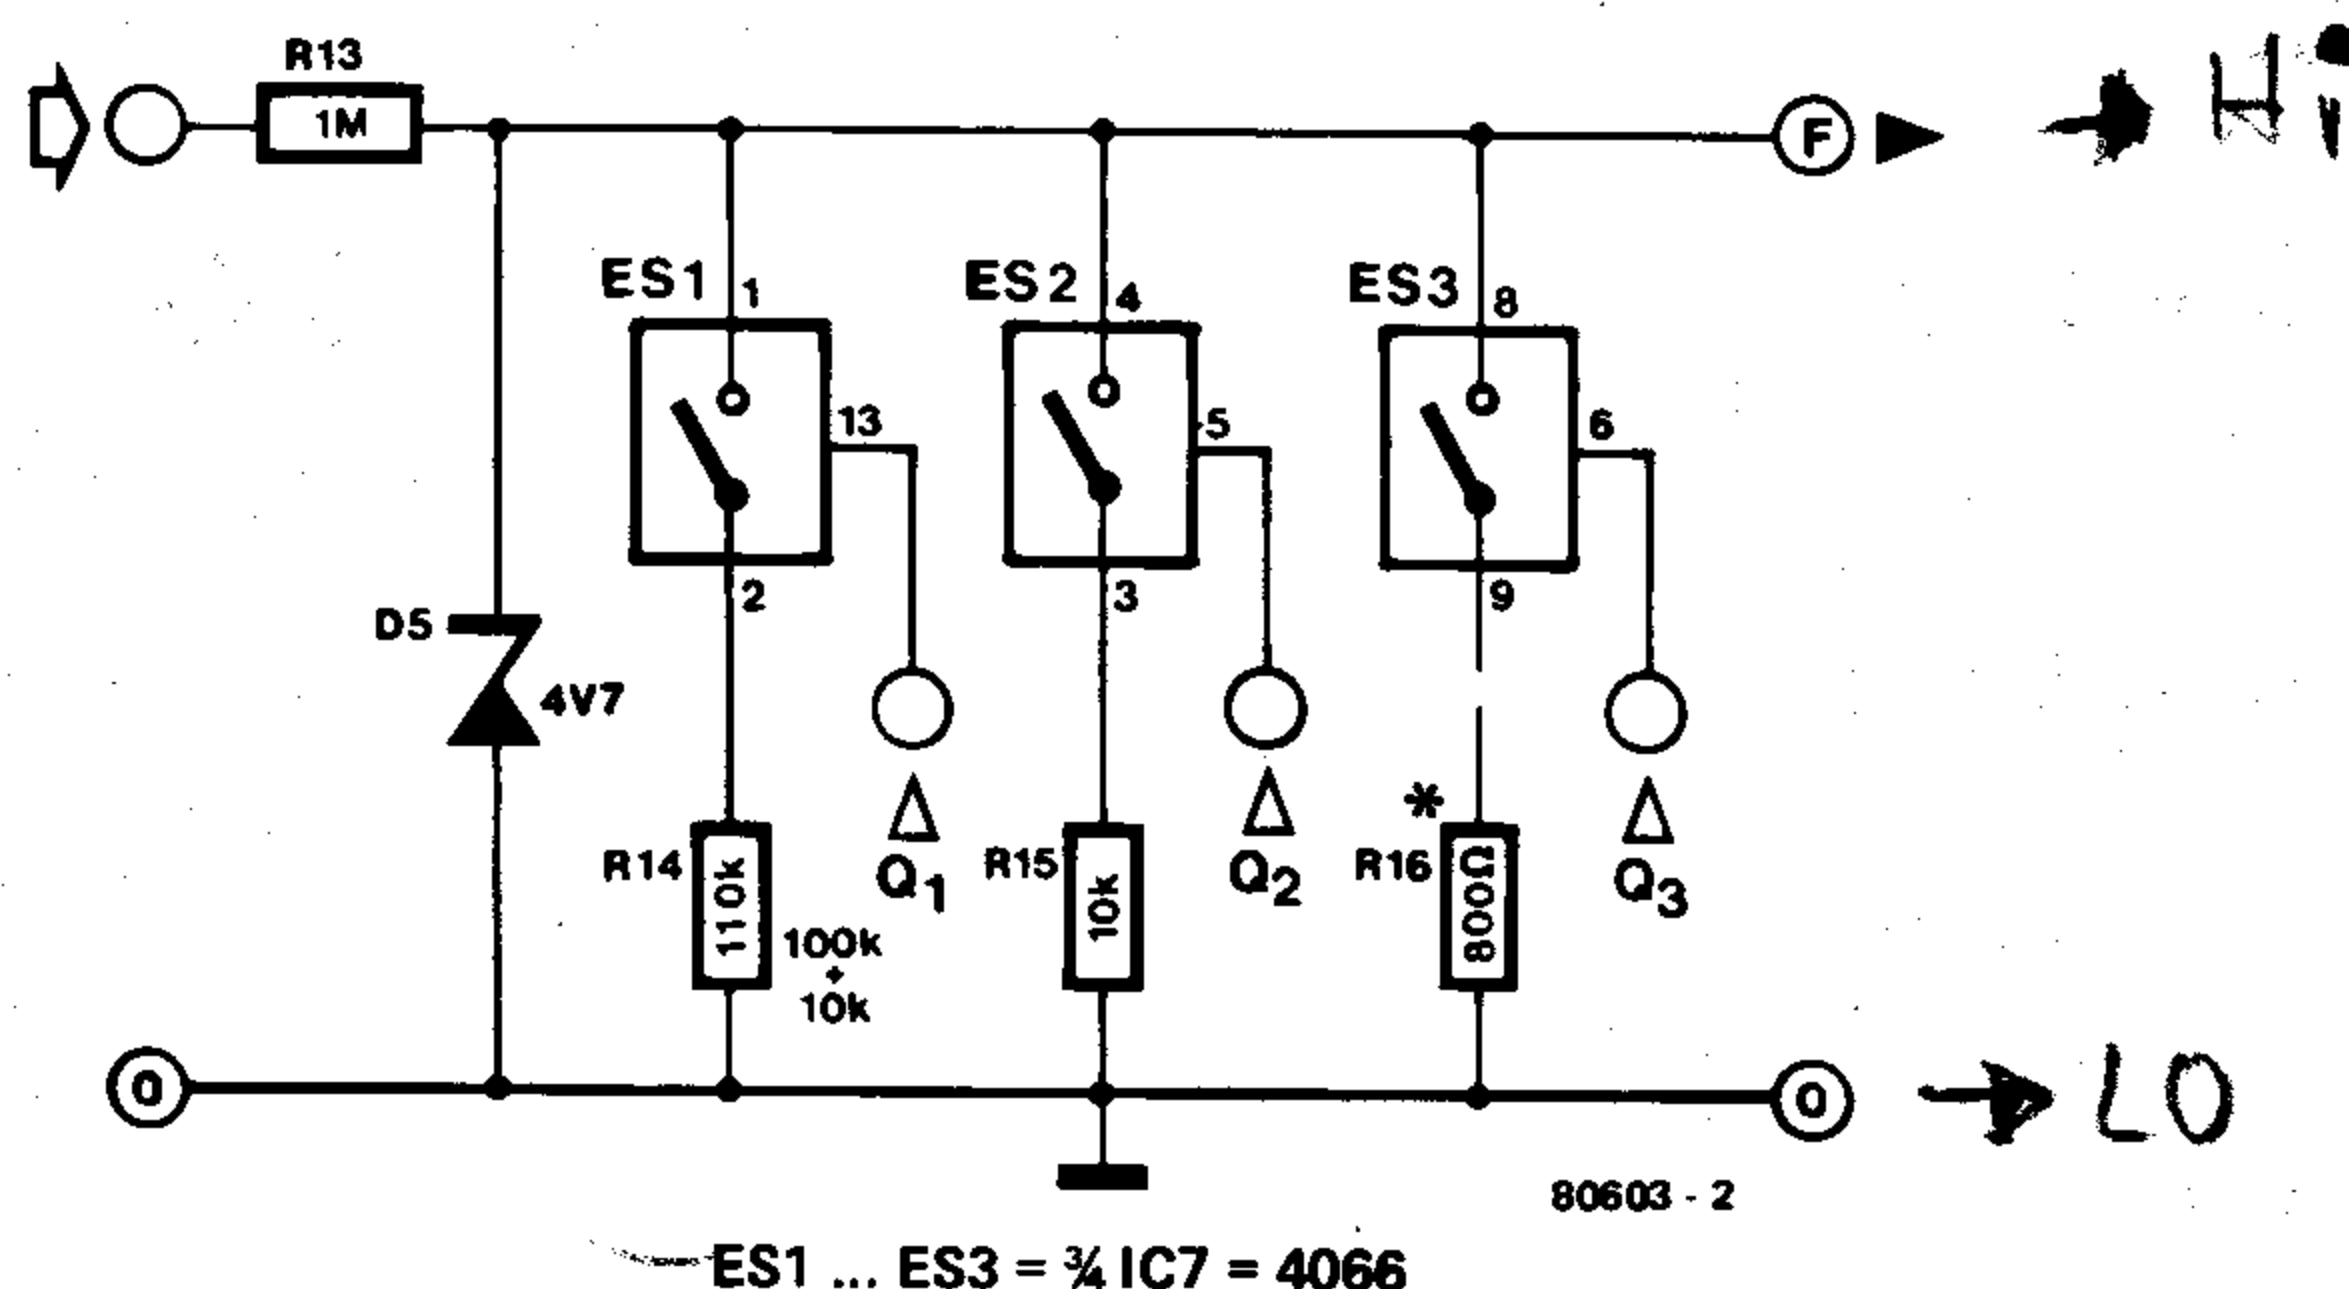 R13
1M
F
Hi
ES1
1
ES2
4
ES3
8
13
5
6
2
3
9
D5
4V7
*
R14
110k
Q1
R15
10k
Q2
R16
800Ω
Q3
100k
+
10k
0
0
LO
80603 - 2
ES1 ... ES3 = ¾ IC7 = 4066